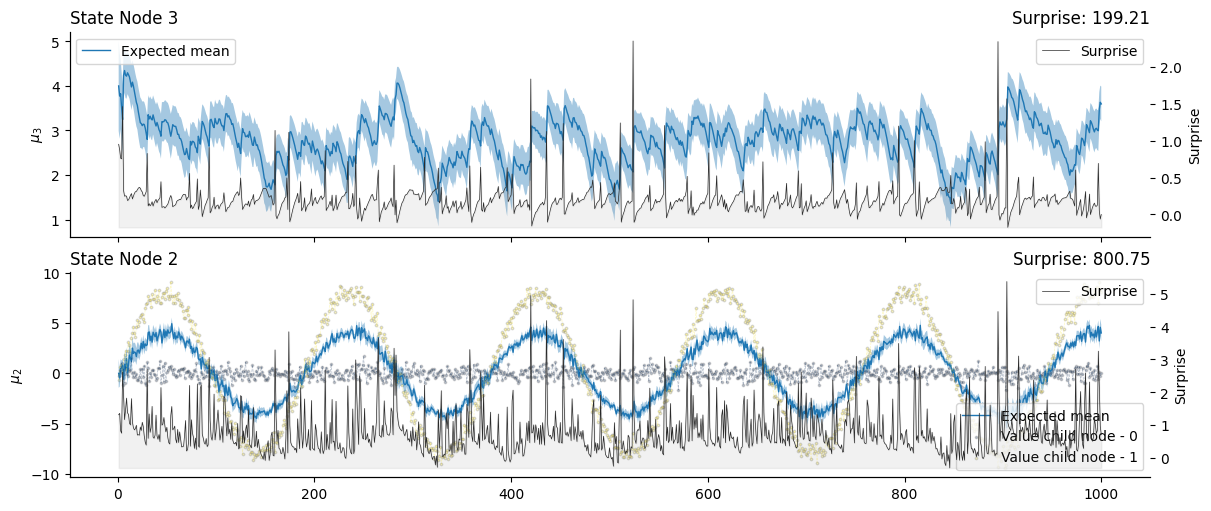 State Node 3
Surprise: 199.21
Expected mean
Surprise
5
4
3
2
1
μ3
2.0
1.5
1.0
0.5
0.0
Surprise
State Node 2
Surprise: 800.75
Surprise
10
5
0
−5
−10
μ2
5
4
3
2
1
0
Surprise
Expected mean
Value child node - 0
Value child node - 1
0
200
400
600
800
1000